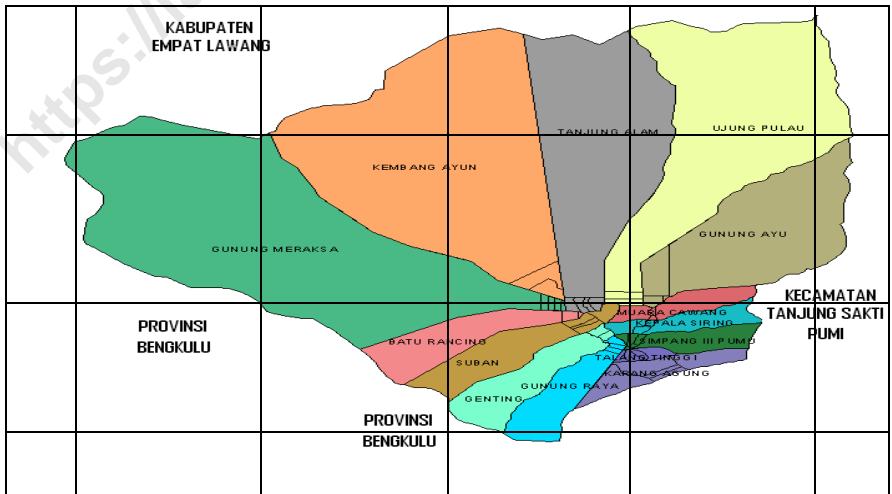 KABUPATEN
EMPAT LAWANG
https://l
TANJUNG ALAM
UJUNG PULAU
KEMBANG AYUN
GUNUNG MERAKSA
GUNUNG AYU
KECAMATAN
TANJUNG SAKTI
PUMI
MUARA CAWANG
KEPALA SIRING
PROVINSI
BENGKULU
BATU RANCING
SIMPANG III PUMU
SUBAN
TALANG TINGGI
KARANG AGUNG
GUNUNG RAYA
GENTING
PROVINSI
BENGKULU